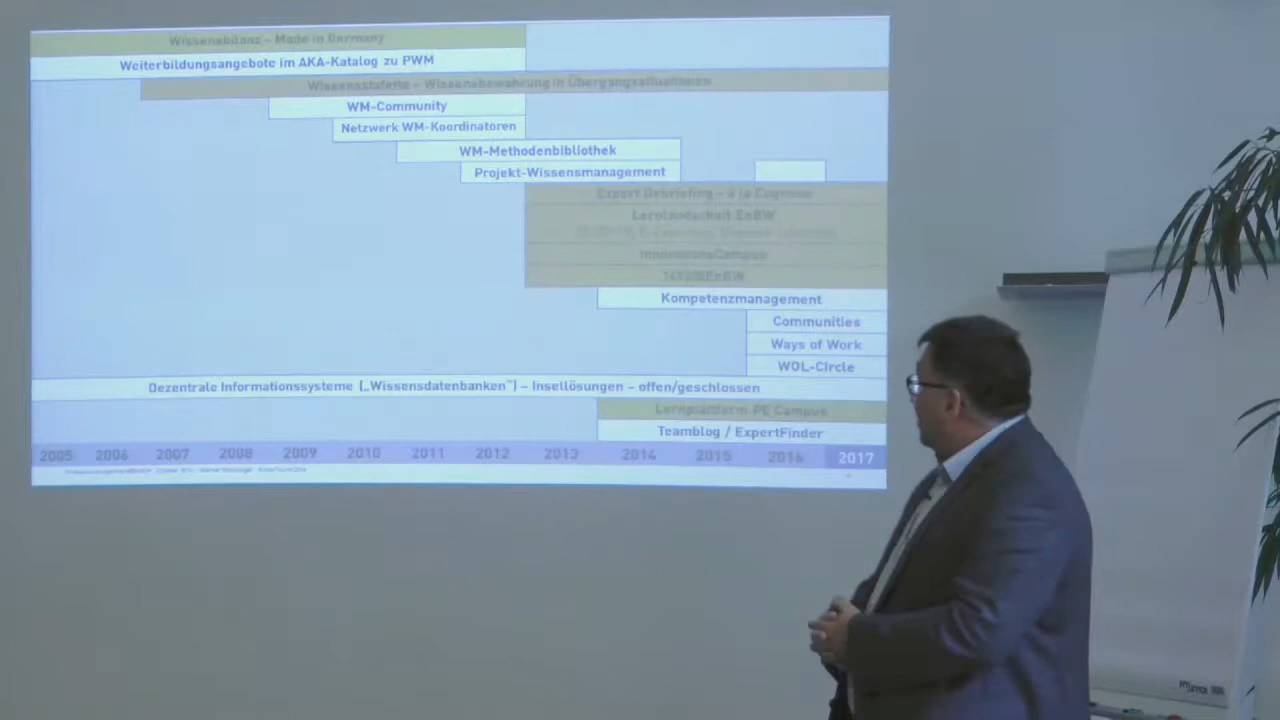 Wissensbilanz – Made in Germany
Weiterbildungsangebote im AKA-Katalog zu PWM
Wissensstafette – Wissensbewahrung in Übergangssituationen
WM-Community
Netzwerk WM-Koordinatoren
WM-Methodenbibliothek
Projekt-Wissensmanagement
Expert Debriefing – à la Cogneon
Lernlandschaft EnBW
InnovationsCampus
1492@EnBW
Kompetenzmanagement
Communities
Ways of Work
WOL-Circle
Dezentrale Informationssysteme („Wissensdatenbanken“) – Insellösungen – offen/geschlossen
Lernplattform PE Campus
Teamblog / ExpertFinder
2005 2006 2007 2008 2009 2010 2011 2012 2013 2014 2015 2016 2017